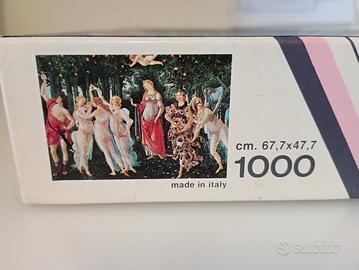 cm. 67,7x47,7
1000
made in italy
subito